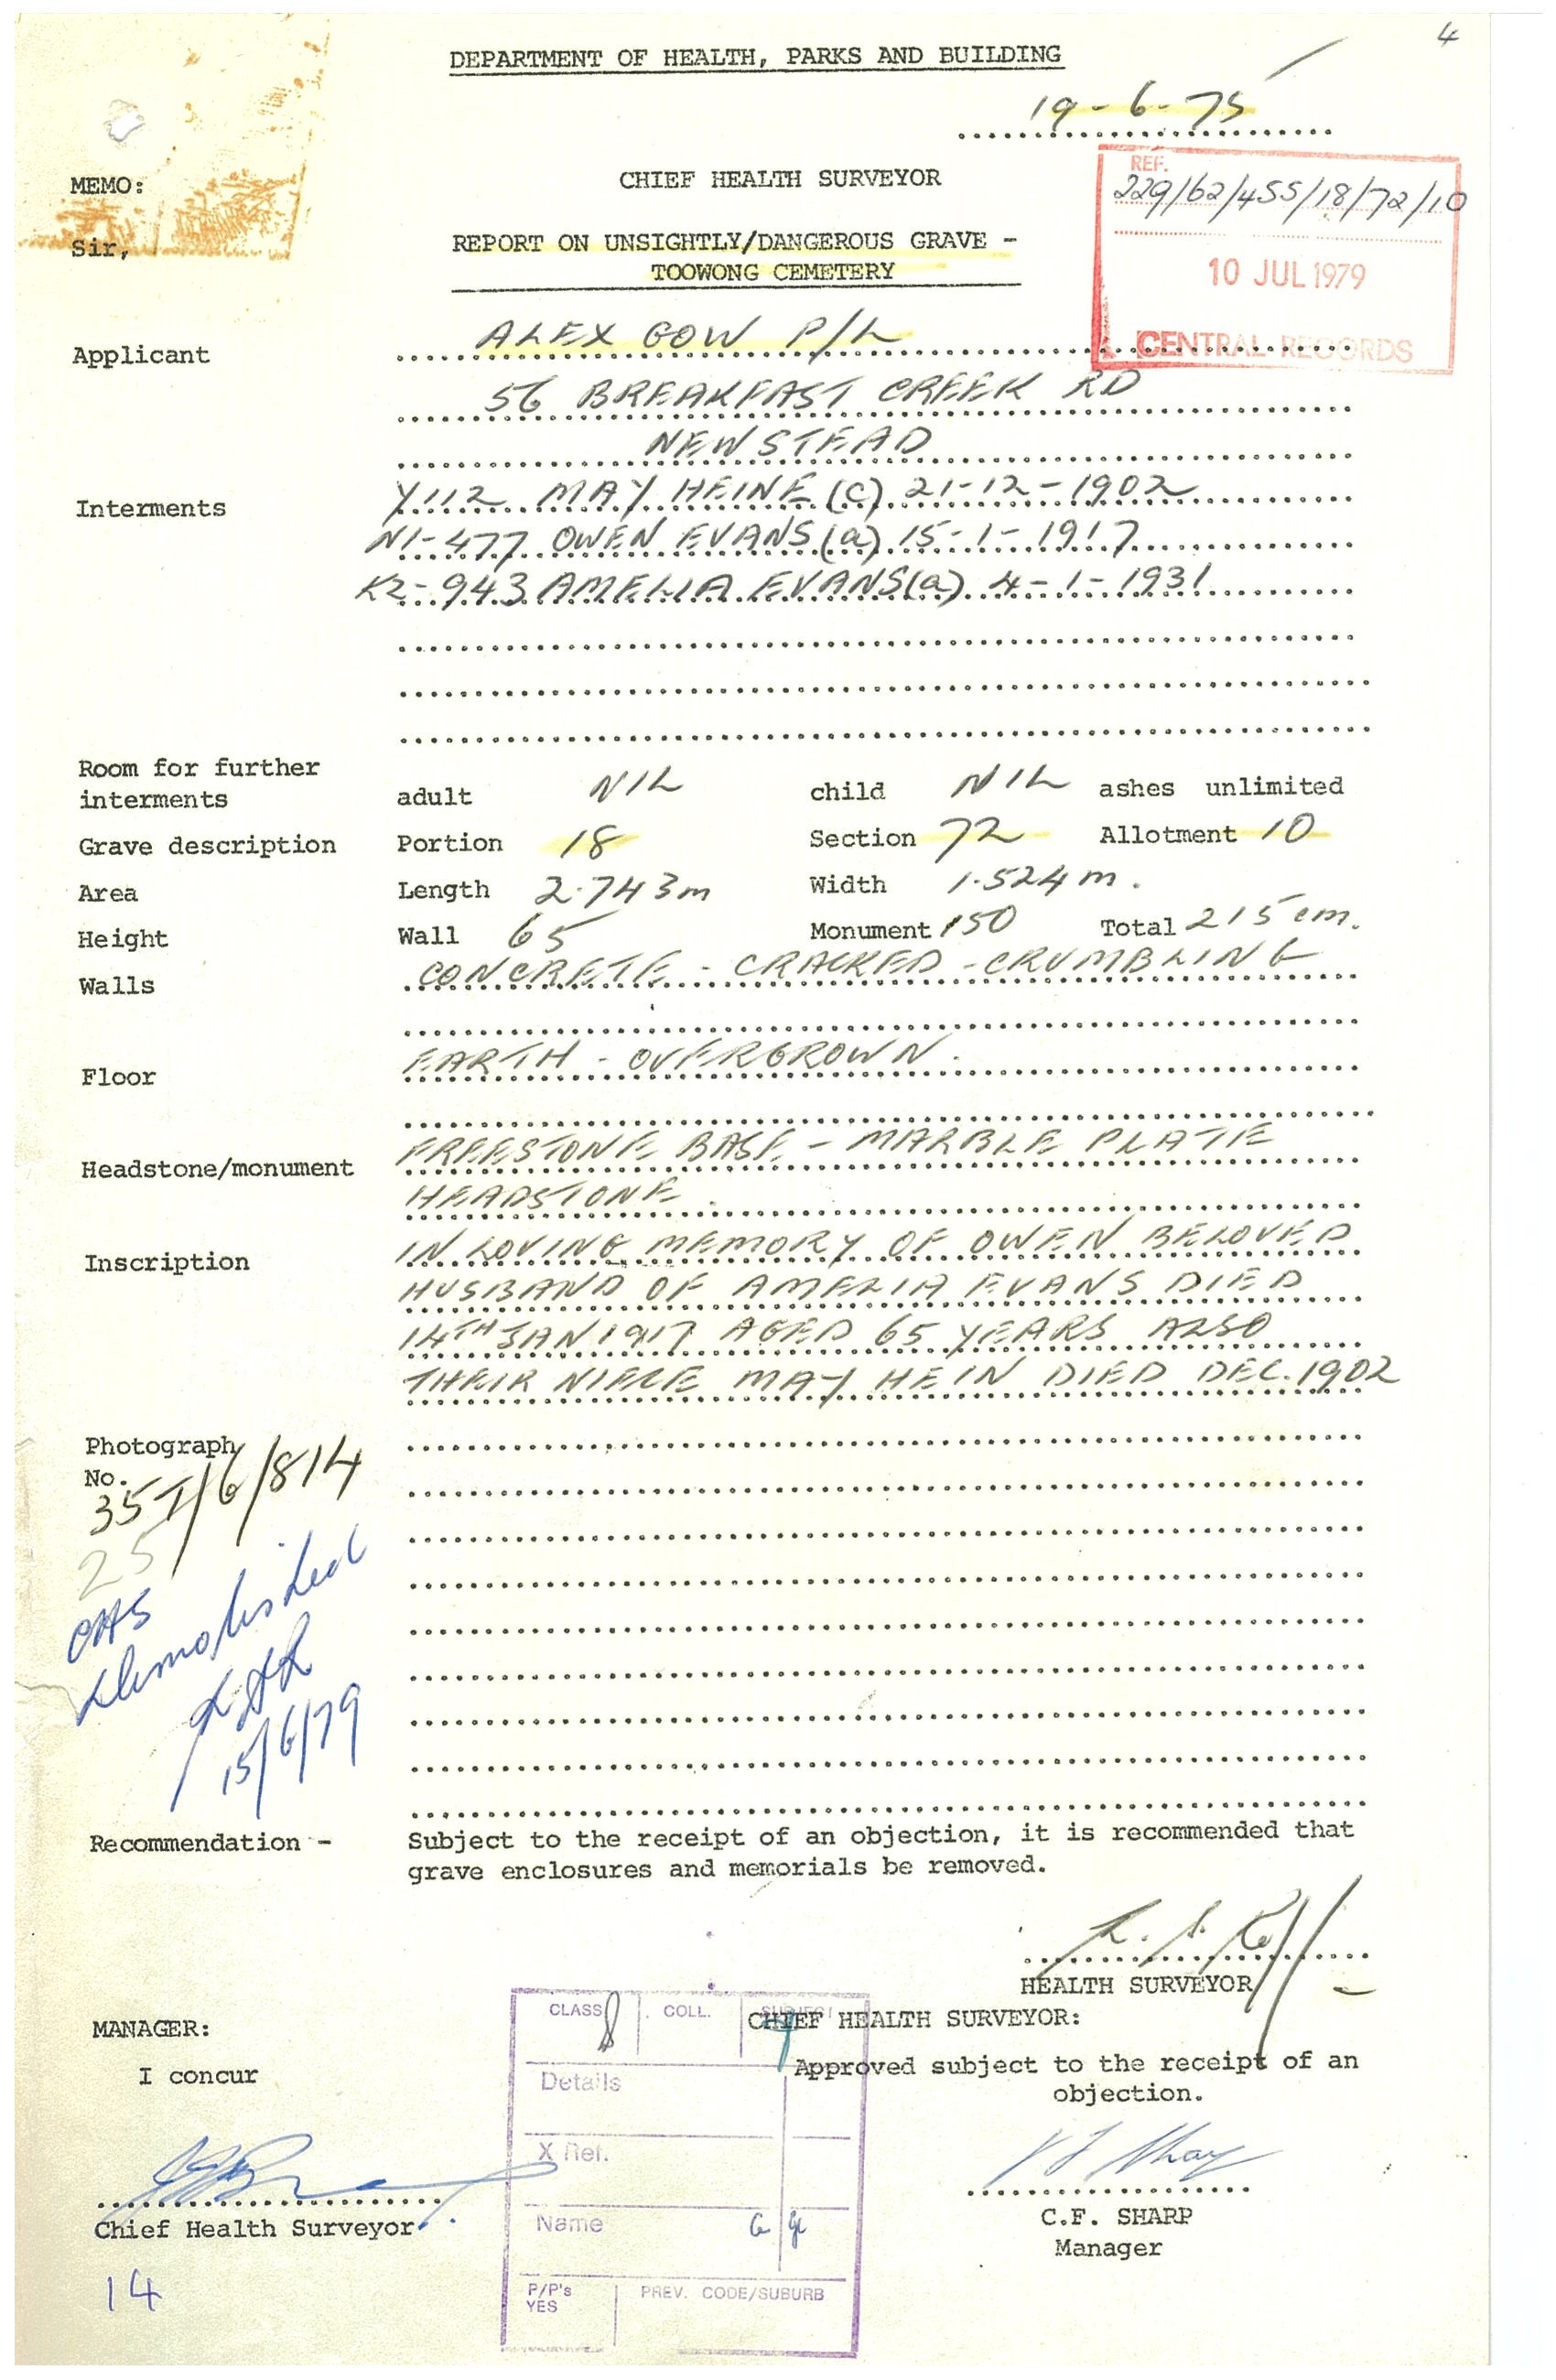 4
DEPARTMENT OF HEALTH, PARKS AND BUILDING
19-6-75
REF.
229/62/455/18/72/10
10 JUL 1979
CENTRAL RECORDS
MEMO:
CHIEF HEALTH SURVEYOR
Sir,
REPORT ON UNSIGHTLY/DANGEROUS GRAVE -
TOOWONG CEMETERY
Applicant ALEX GOW P/L
56 BREAKFAST CREEK RD
NEWSTEAD
Interments Y112 MAY HEINE (c) 21-12-1902
N1-477 OWEN EVANS (a) 15-1-1917
K2-943 AMELIA EVANS (a) 4-1-1931
Room for further
interments adult NIL child NIL ashes unlimited
Grave description Portion 18 Section 72 Allotment 10
Area Length 2.743m Width 1.524m.
Height Wall 65 Monument 150 Total 215 cm.
Walls CONCRETE - CRACKED - CRUMBLING
Floor EARTH - OVERGROWN.
Headstone/monument FREESTONE BASE - MARBLE PLATE
HEADSTONE.
Inscription IN LOVING MEMORY OF OWEN BELOVED
HUSBAND OF AMELIA EVANS DIED
14TH JAN 1917 AGED 65 YEARS ALSO
THEIR NIECE MAY HEIN DIED DEC. 1902
Photograph
No.
35T/6/814
25
CHS
Demolished
15/6/79
Recommendation - Subject to the receipt of an objection, it is recommended that
grave enclosures and memorials be removed.
HEALTH SURVEYOR
MANAGER:
CHIEF HEALTH SURVEYOR:
I concur
Approved subject to the receipt of an
objection.
Chief Health Surveyor
C.F. SHARP
Manager
14
CLASS 8 COLL. SUBJECT
Details
X Ref.
Name
P/P's
YES
PREV. CODE/SUBURB